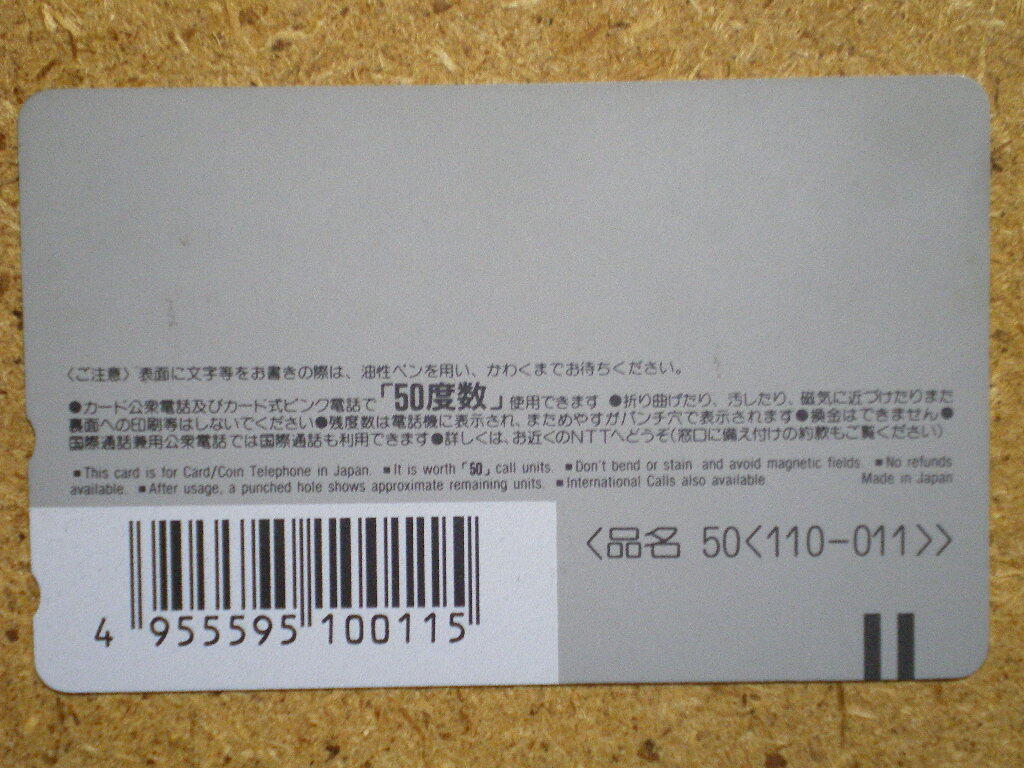 〈ご注意〉表面に文字等をお書きの際は、油性ペンを用い、かわくまでお待ちください。
●カード公衆電話及びカード式ピンク電話で「50度数」使用できます ●折り曲げたり、汚したり、磁気に近づけたりまた
裏面への印刷等はしないでください●残度数は電話機に表示され、まためやすがパンチ穴で表示されます●換金はできません●
国際通話兼用公衆電話では国際通話も利用できます●詳しくは、お近くのNTTへどうぞ(窓口に備え付けの約款もご覧ください)
■This card is for Card/Coin Telephone in Japan. ■It is worth「50」call units. ■Don't bend or stain and avoid magnetic fields. ■No refunds
available. ■After usage, a punched hole shows approximate remaining units. ■International Calls also available. Made in Japan
〈品名 50〈110-011〉〉
4 955595 100115